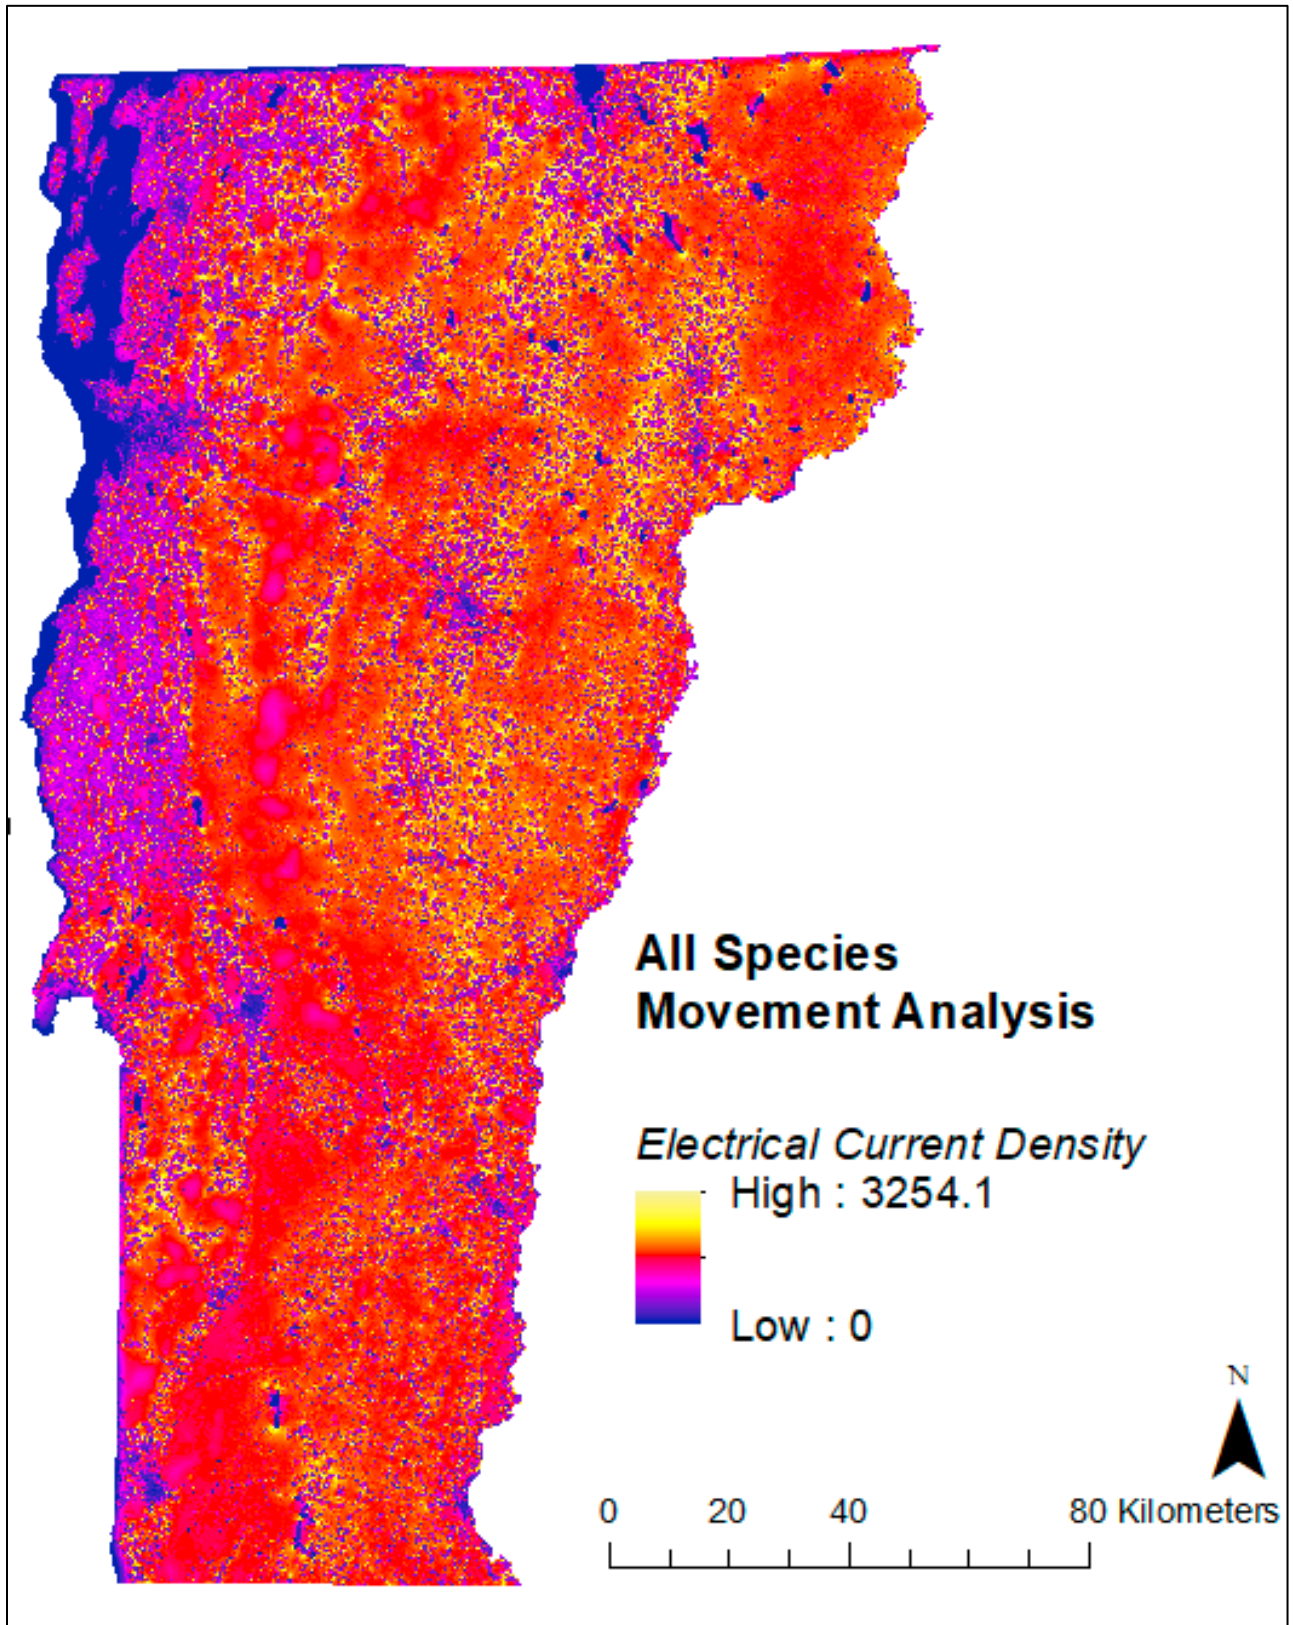 All Species
Movement Analysis
Electrical Current Density
High : 3254.1
Low : 0
N
0 20 40 80 Kilometers